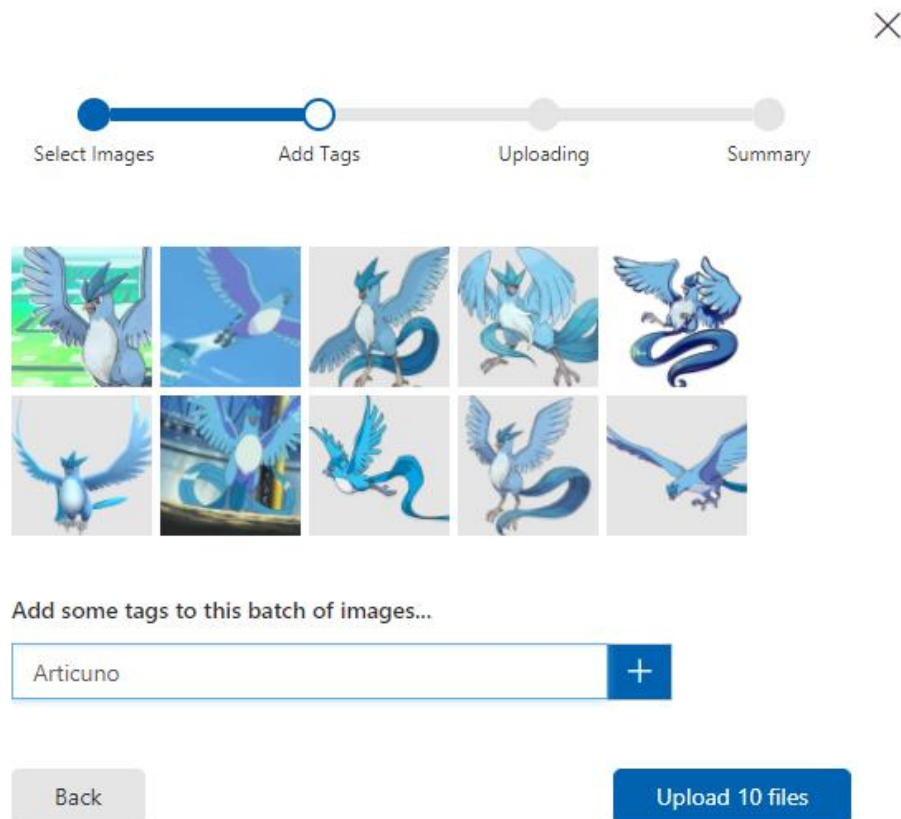 Select Images Add Tags Uploading Summary
Add some tags to this batch of images...
Articuno
Back Upload 10 files